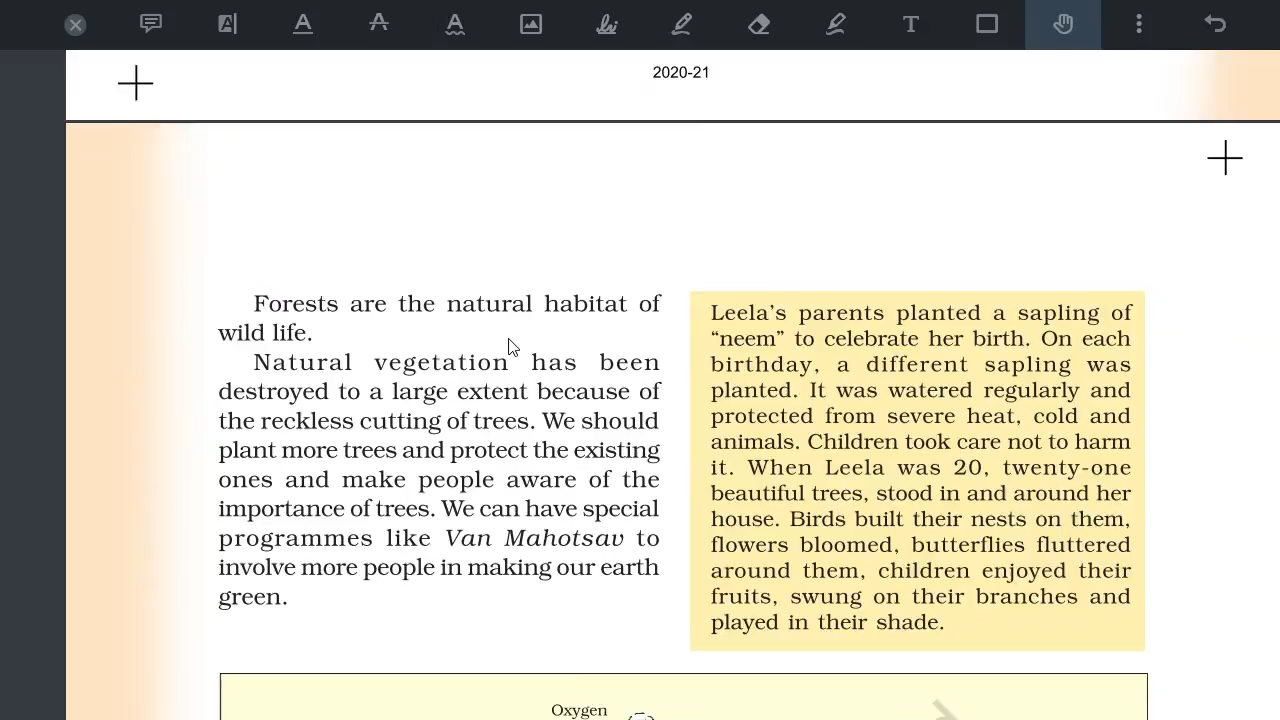 T
2020-21
Forests are the natural habitat of
wild life.
Natural vegetation has been
destroyed to a large extent because of
the reckless cutting of trees. We should
plant more trees and protect the existing
ones and make people aware of the
importance of trees. We can have special
programmes like Van Mahotsav to
involve more people in making our earth
green.
Leela’s parents planted a sapling of
“neem” to celebrate her birth. On each
birthday, a different sapling was
planted. It was watered regularly and
protected from severe heat, cold and
animals. Children took care not to harm
it. When Leela was 20, twenty-one
beautiful trees, stood in and around her
house. Birds built their nests on them,
flowers bloomed, butterflies fluttered
around them, children enjoyed their
fruits, swung on their branches and
played in their shade.
Oxygen